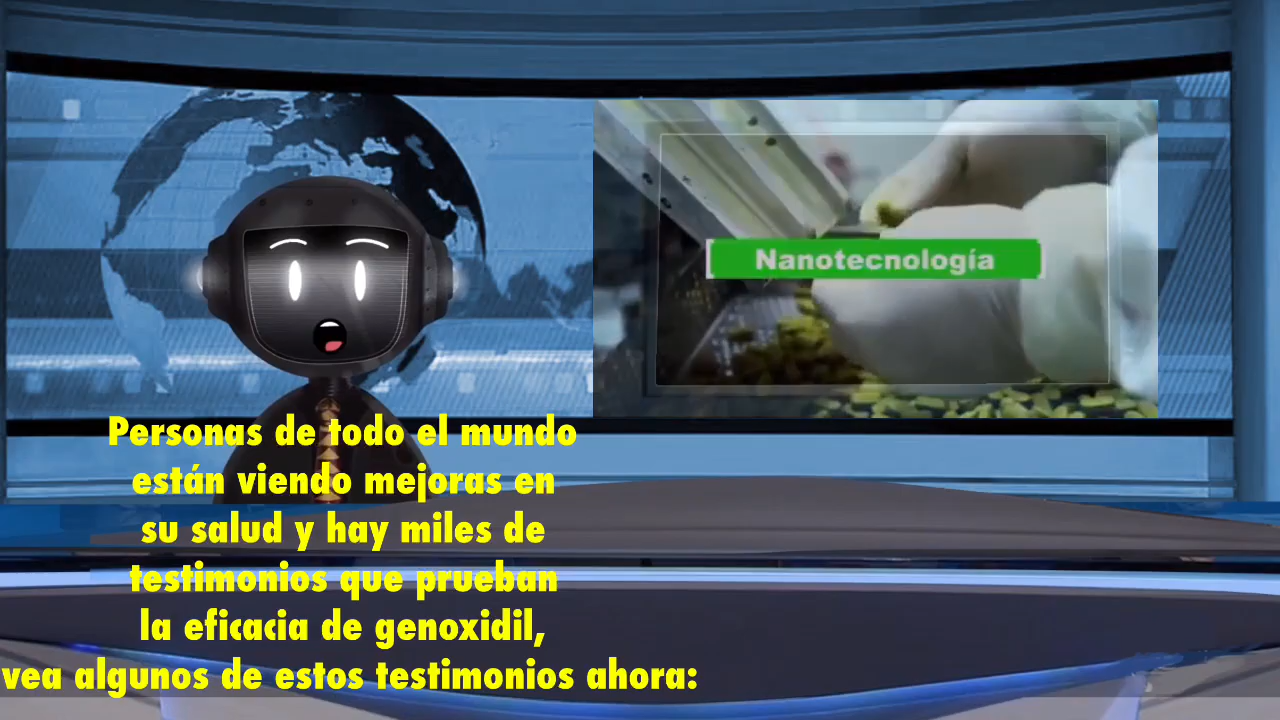 Nanotecnología
Personas de todo el mundo
están viendo mejoras en
su salud y hay miles de
testimonios que prueban
la eficacia de genoxidil,
vea algunos de estos testimonios ahora: